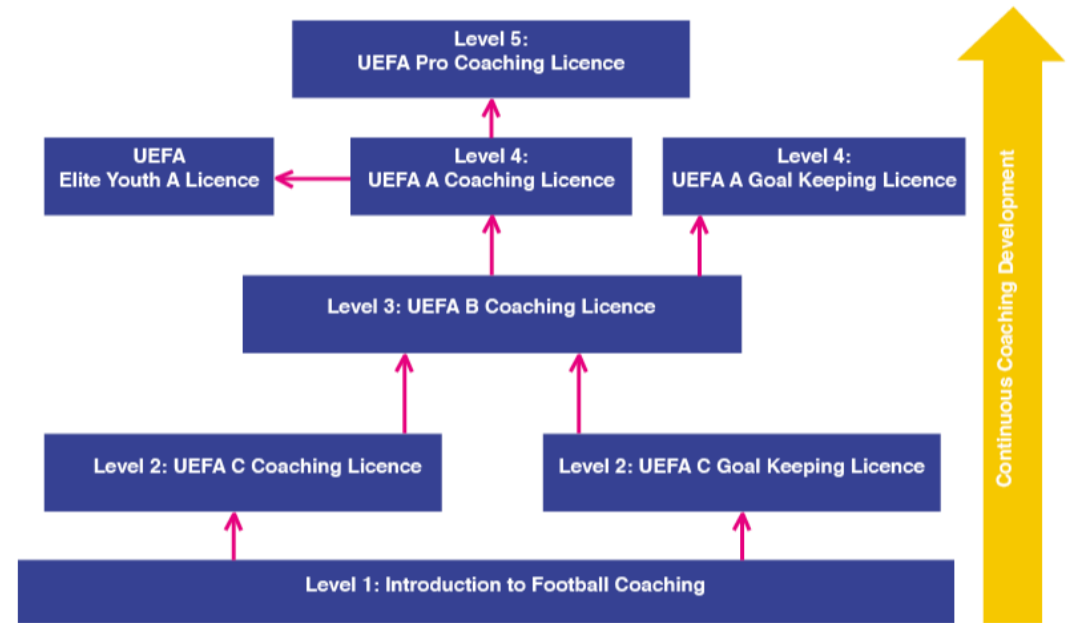 Level 5:
UEFA Pro Coaching Licence
UEFA
Elite Youth A Licence
Level 4:
UEFA A Coaching Licence
Level 4:
UEFA A Goal Keeping Licence
Level 3: UEFA B Coaching Licence
Level 2: UEFA C Coaching Licence
Level 2: UEFA C Goal Keeping Licence
Level 1: Introduction to Football Coaching
Continuous Coaching Development